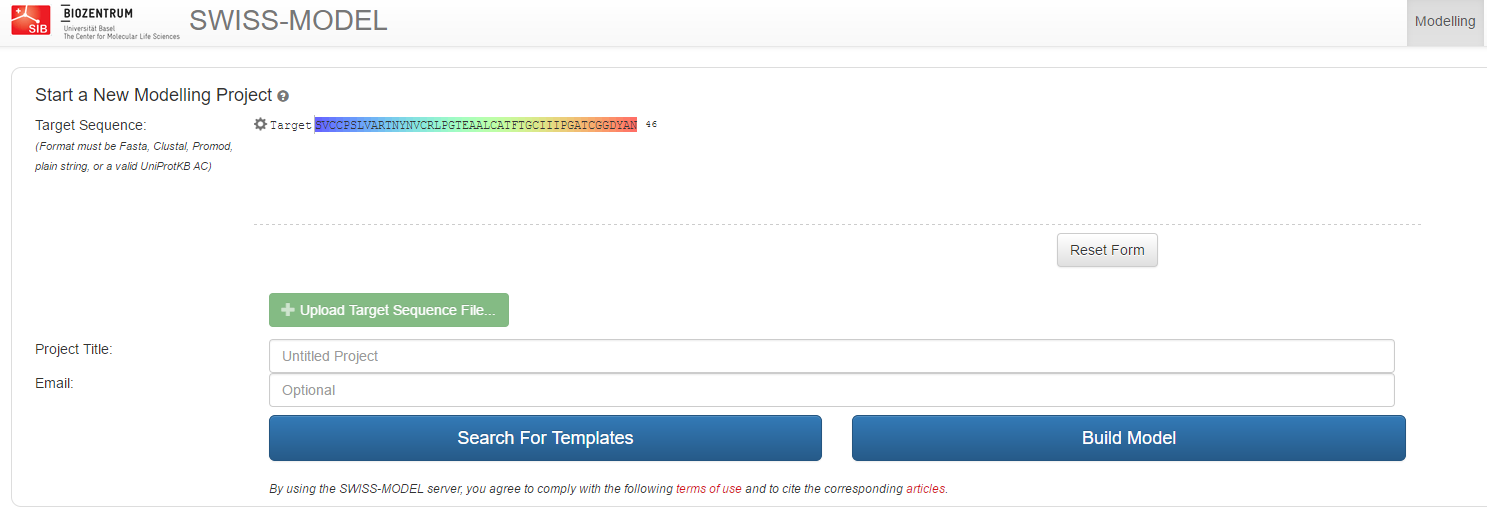 SIB
BIOZENTRUM
Universität Basel
The Center for Molecular Life Sciences
SWISS-MODEL
Modelling
Start a New Modelling Project
Target Sequence:
(Format must be Fasta, Clustal, Promod,
plain string, or a valid UniProtKB AC)
Target SVCCPSLVARTNYNVCRLPGTEAALCATFTGCIIIPGATCGGDYAN 46
Reset Form
Upload Target Sequence File...
Project Title:
Untitled Project
Email:
Optional
Search For Templates
Build Model
By using the SWISS-MODEL server, you agree to comply with the following terms of use and to cite the corresponding articles.